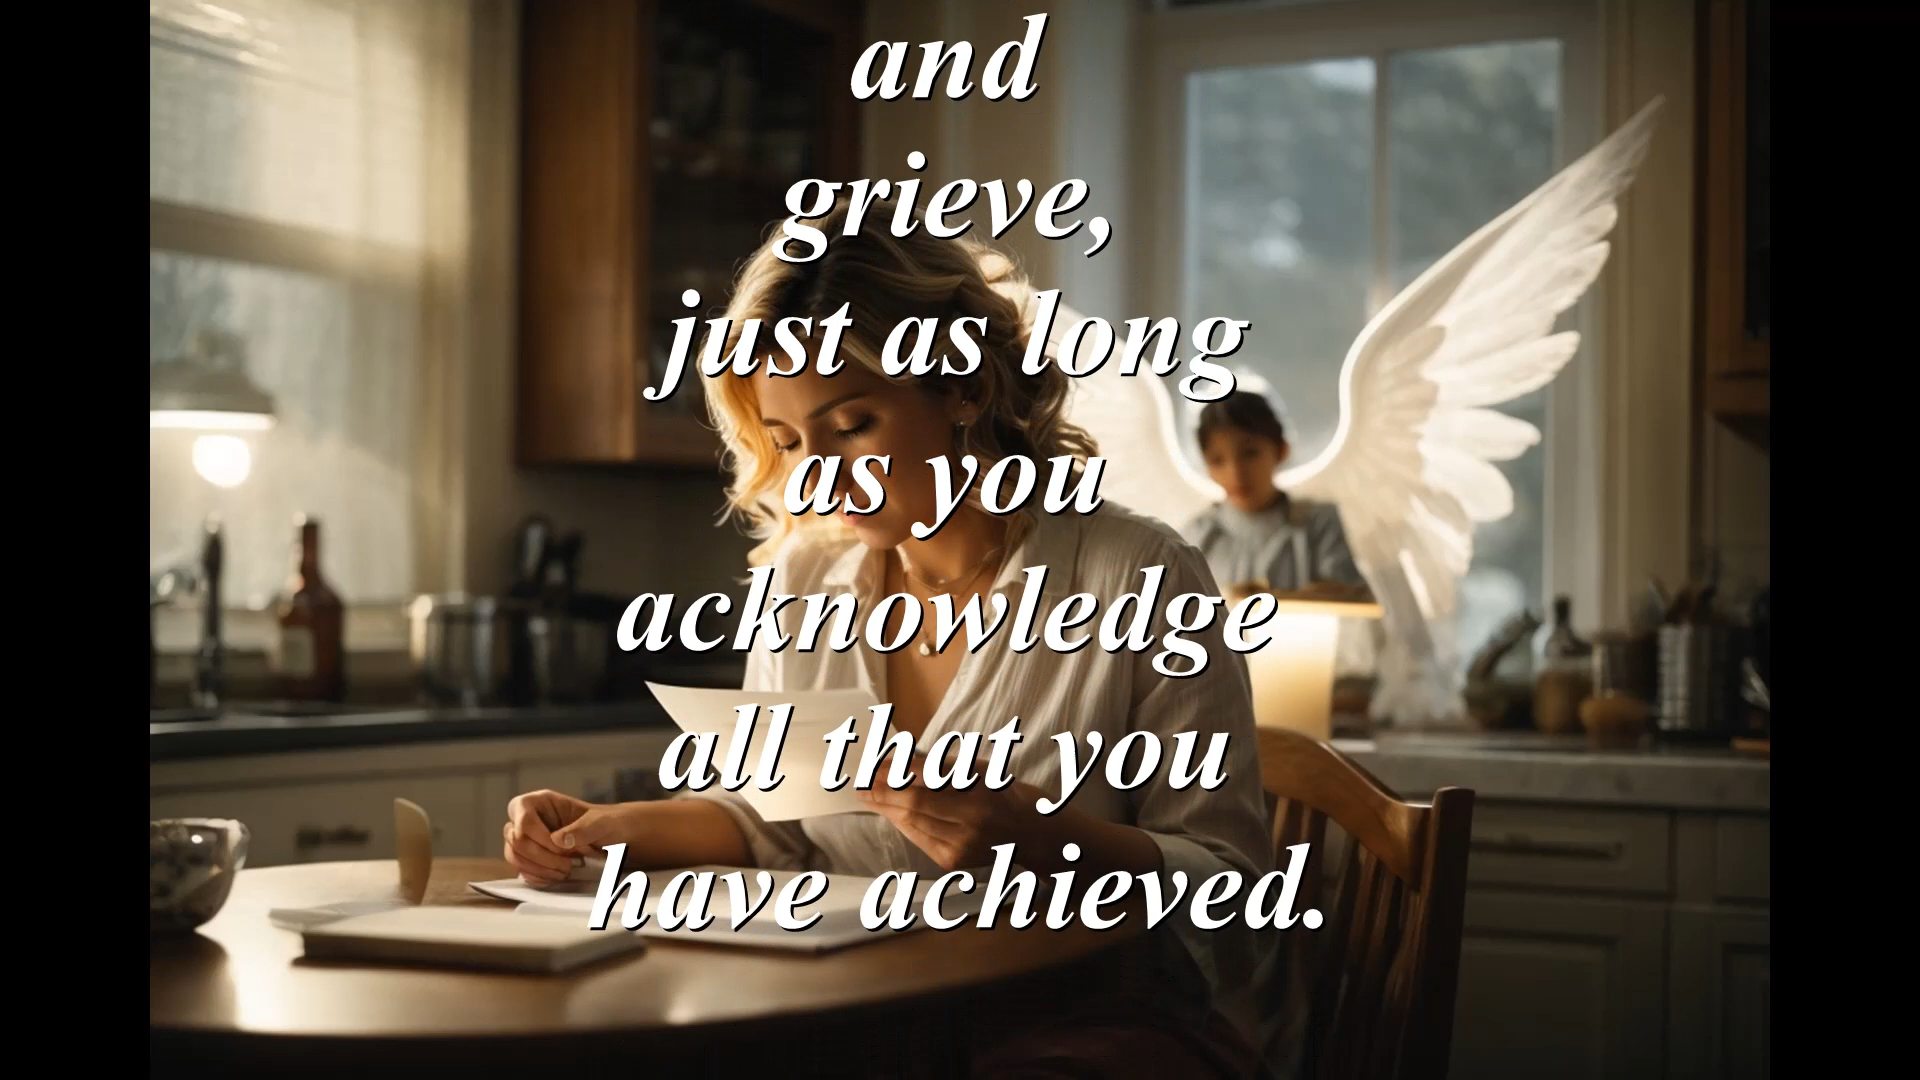 and
grieve,
just as long
as you
acknowledge
all that you
have achieved.